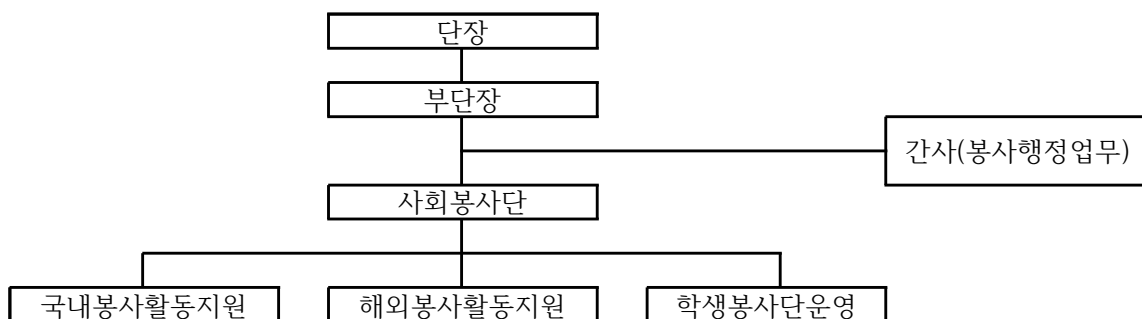 단장
부단장
간사(봉사행정업무)
사회봉사단
국내봉사활동지원
해외봉사활동지원
학생봉사단운영